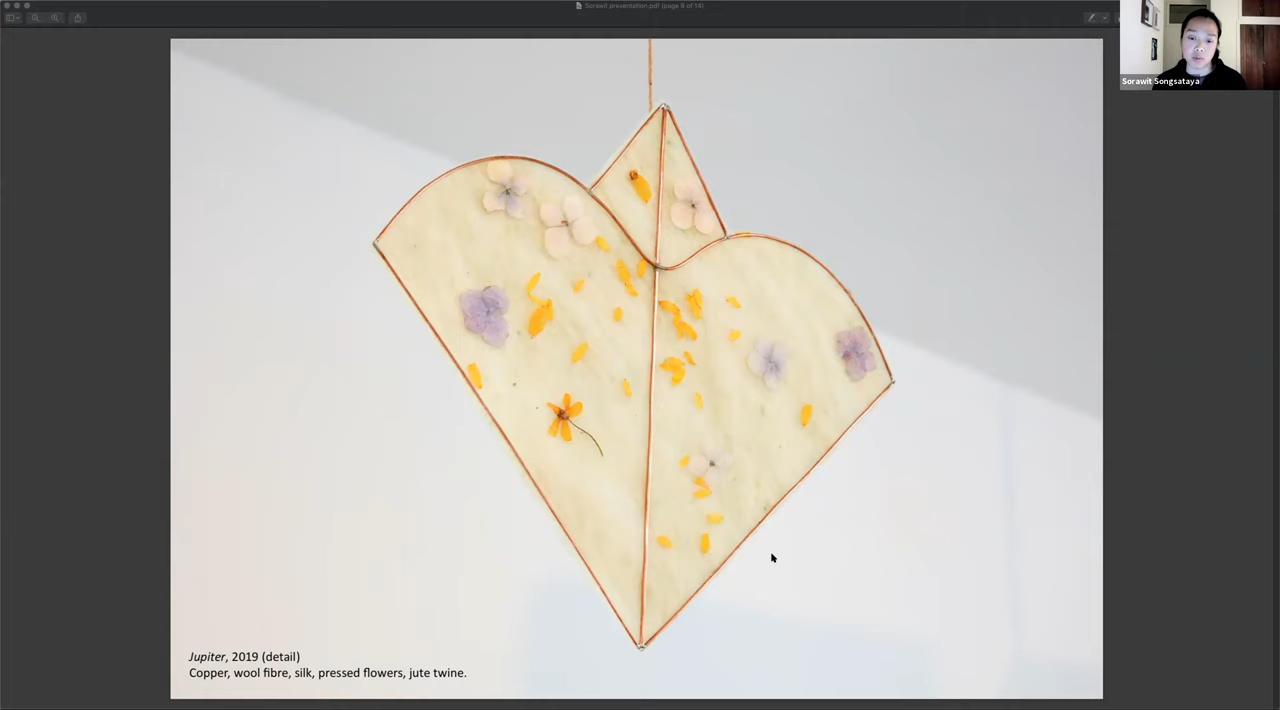 Sorawit presentation.pdf (page 9 of 14)
Sorawit Songsataya
Jupiter, 2019 (detail)
Copper, wool fibre, silk, pressed flowers, jute twine.